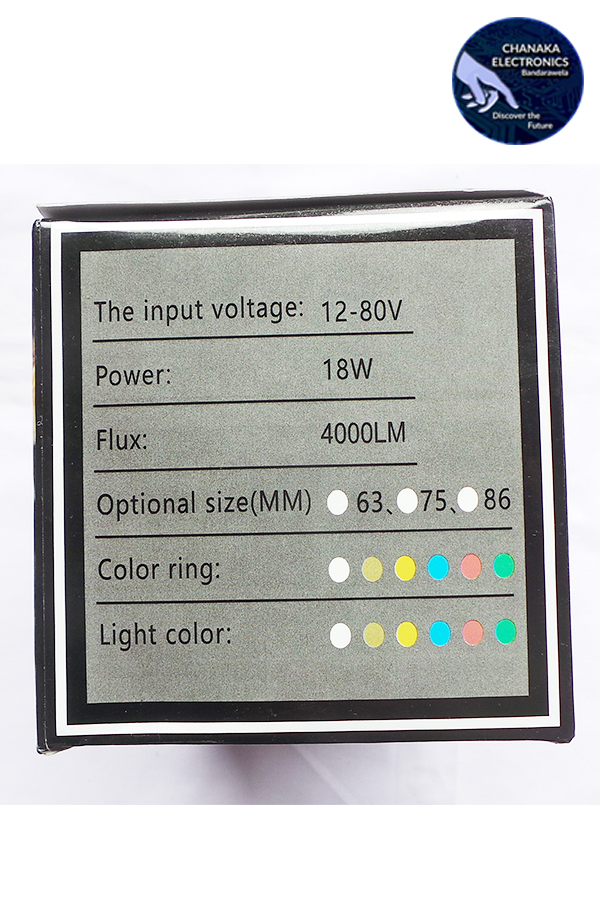 CHANAKA
ELECTRONICS
Bandarawela
Discover the
Future
The input voltage: 12-80V
Power: 18W
Flux: 4000LM
Optional size(MM) 63、75、86
Color ring:
Light color: